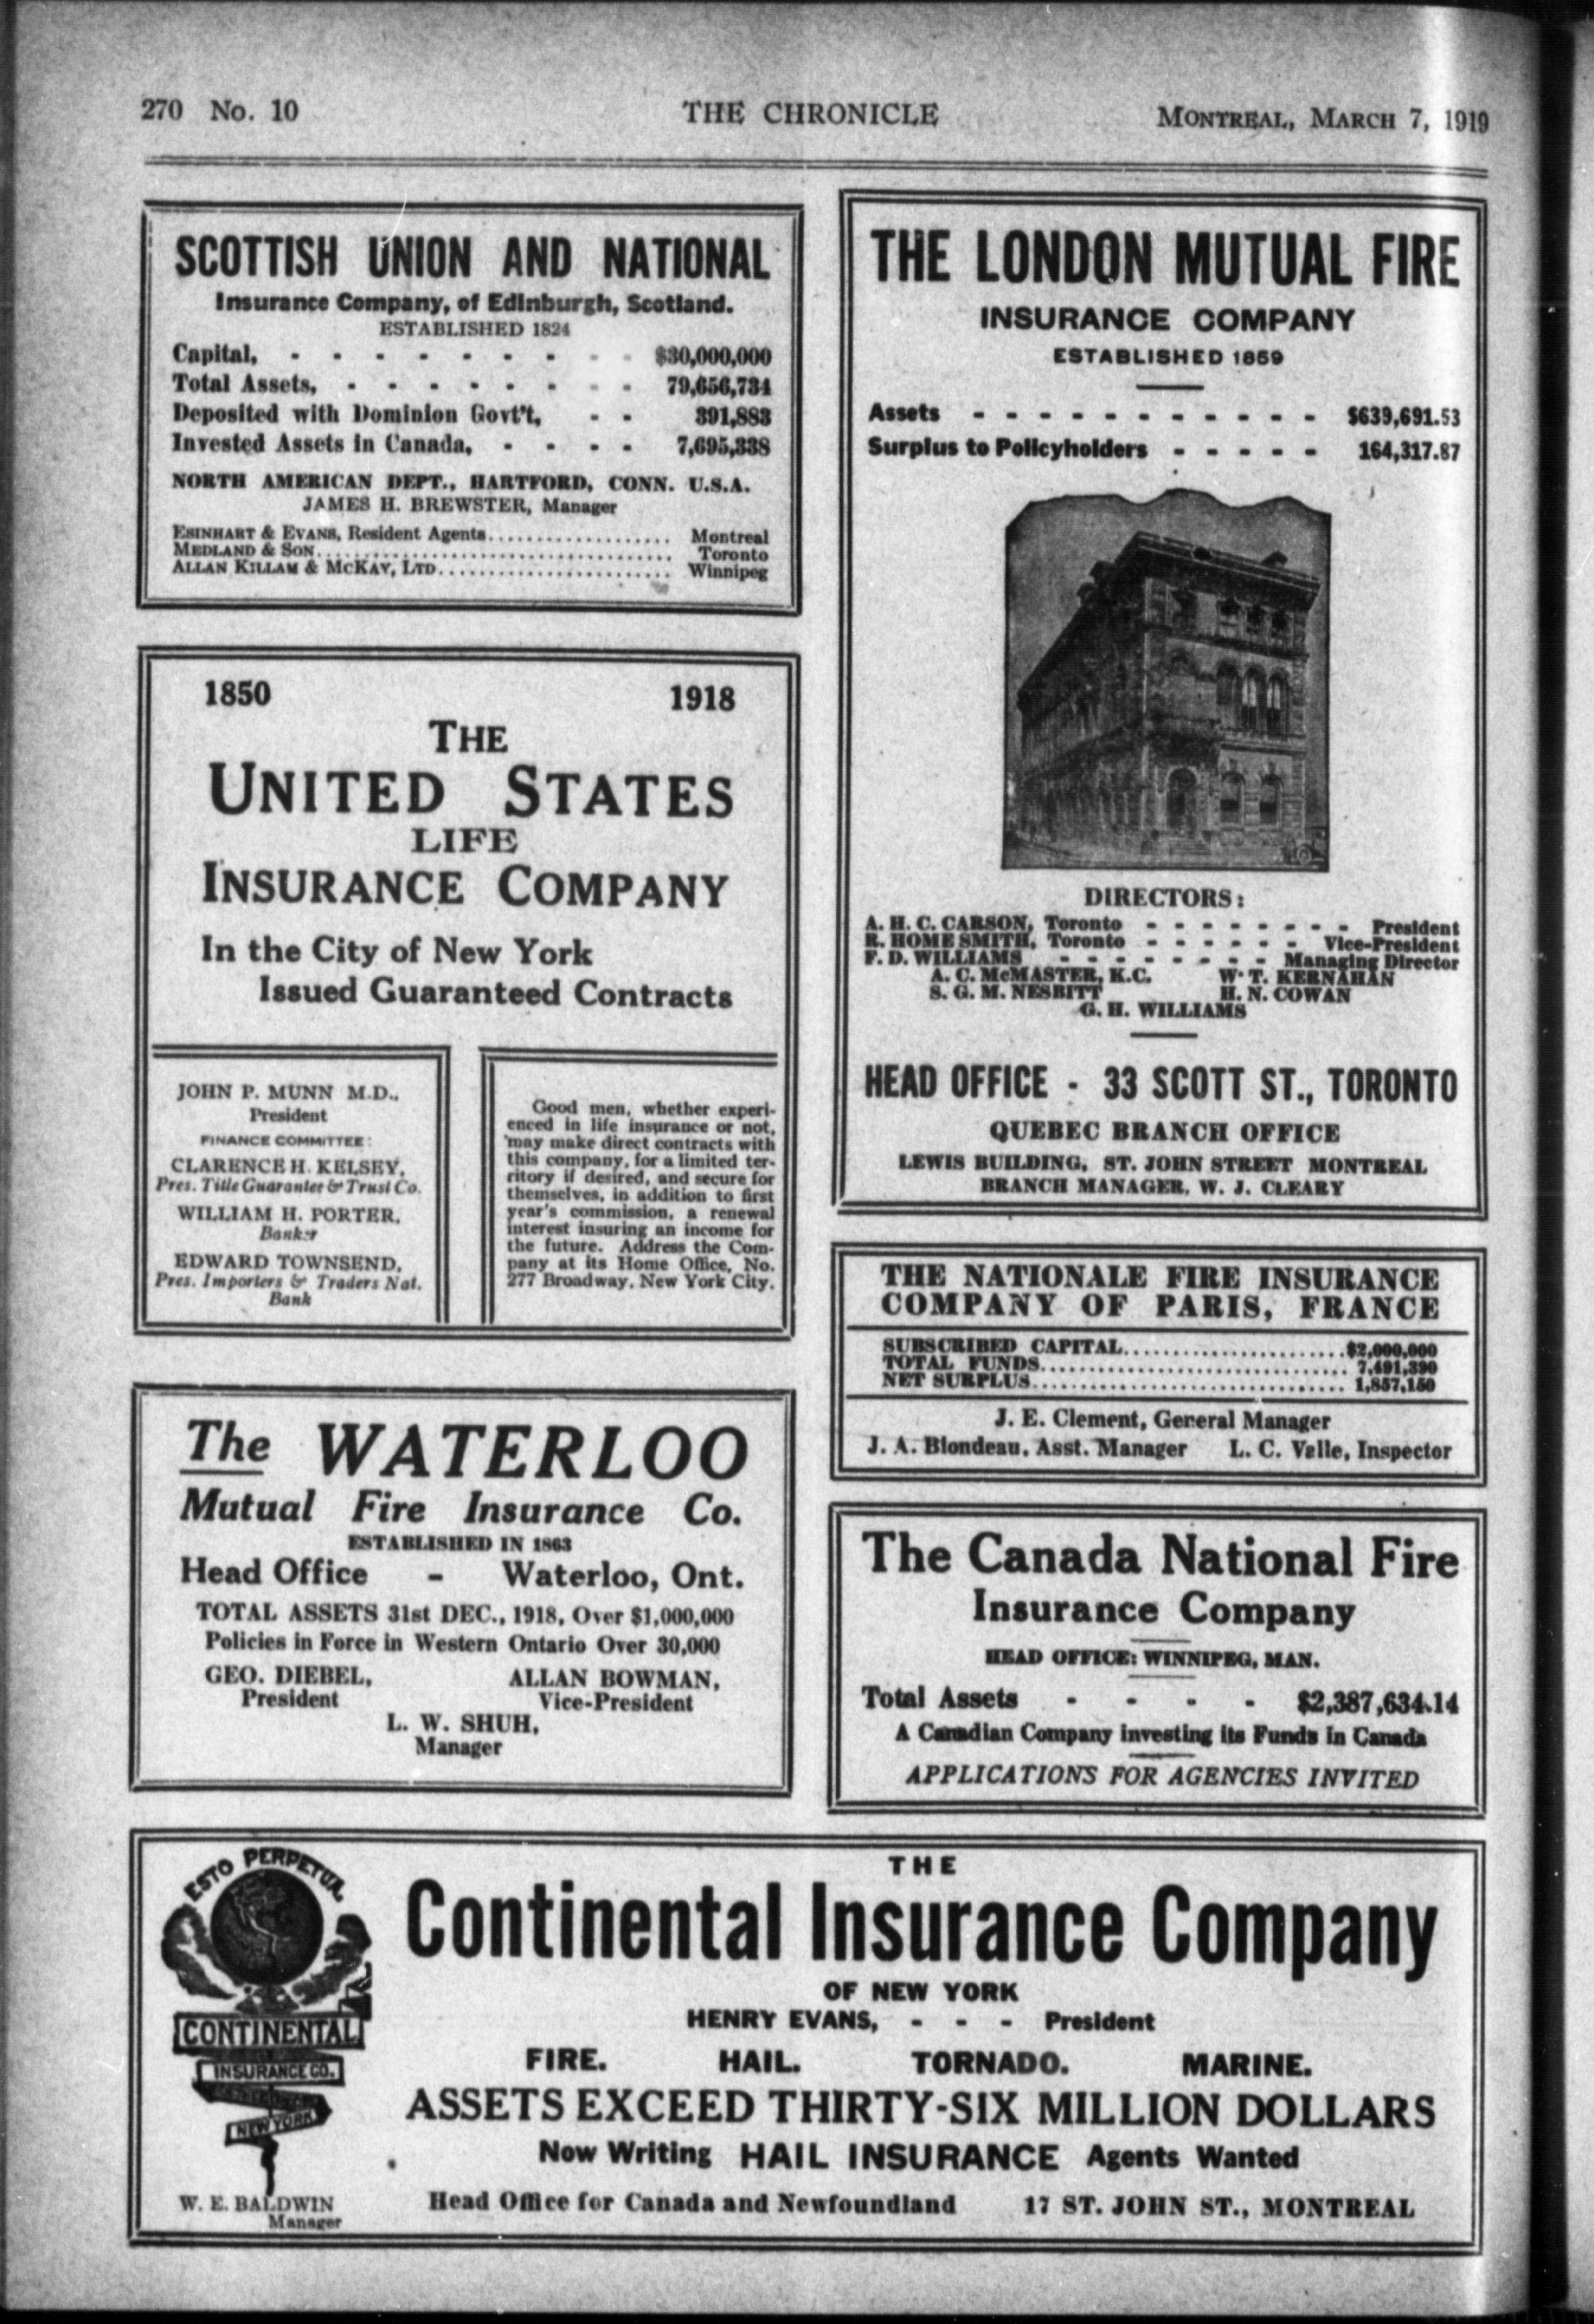 270 No. 10 THE CHRONICLE MONTREAL, MARCH 7, 1919
SCOTTISH UNION AND NATIONAL
Insurance Company, of Edinburgh, Scotland.
ESTABLISHED 1824
Capital, - - - - - - - - - $30,000,000
Total Assets, - - - - - - - - 79,656,734
Deposited with Dominion Govt't, - - 391,883
Invested Assets in Canada, - - - - 7,695,338
NORTH AMERICAN DEPT., HARTFORD, CONN. U.S.A.
JAMES H. BREWSTER, Manager
ESINHART & EVANS, Resident Agents.................. Montreal
MEDLAND & SON.................................... Toronto
ALLAN KILLAM & MCKAY, LTD....................... Winnipeg
1850 1918
THE
UNITED STATES
LIFE
INSURANCE COMPANY
In the City of New York
Issued Guaranteed Contracts
JOHN P. MUNN M.D.,
President
FINANCE COMMITTEE:
CLARENCE H. KELSEY,
Pres. Title Guarantee & Trust Co.
WILLIAM H. PORTER,
Banker
EDWARD TOWNSEND,
Pres. Importers & Traders Nat.
Bank
Good men, whether experi-
enced in life insurance or not,
may make direct contracts with
this company, for a limited ter-
ritory if desired, and secure for
themselves, in addition to first
year's commission, a renewal
interest insuring an income for
the future. Address the Com-
pany at its Home Office, No.
277 Broadway, New York City.
The WATERLOO
Mutual Fire Insurance Co.
ESTABLISHED IN 1863
Head Office - Waterloo, Ont.
TOTAL ASSETS 31st DEC., 1918, Over $1,000,000
Policies in Force in Western Ontario Over 30,000
GEO. DIEBEL, ALLAN BOWMAN,
President Vice-President
L. W. SHUH,
Manager
THE LONDON MUTUAL FIRE
INSURANCE COMPANY
ESTABLISHED 1859
Assets - - - - - - - - - - - $639,691.53
Surplus to Policyholders - - - - - 164,317.87
DIRECTORS:
A. H. C. CARSON, Toronto - - - - - - - - President
R. HOME SMITH, Toronto - - - - - - Vice-President
F. D. WILLIAMS - - - - - - - - Managing Director
A. C. McMASTER, K.C. W. T. KERNAHAN
S. G. M. NESBITT H. N. COWAN
G. H. WILLIAMS
HEAD OFFICE - 33 SCOTT ST., TORONTO
QUEBEC BRANCH OFFICE
LEWIS BUILDING, ST. JOHN STREET MONTREAL
BRANCH MANAGER, W. J. CLEARY
THE NATIONALE FIRE INSURANCE
COMPANY OF PARIS, FRANCE
SUBSCRIBED CAPITAL......................$2,000,000
TOTAL FUNDS............................... 7,491,390
NET SURPLUS............................... 1,857,150
J. E. Clement, General Manager
J. A. Blondeau, Asst. Manager L. C. Valle, Inspector
The Canada National Fire
Insurance Company
HEAD OFFICE: WINNIPEG, MAN.
Total Assets - - - - $2,387,634.14
A Canadian Company investing its Funds in Canada
APPLICATIONS FOR AGENCIES INVITED
ESTO PERPETUA
CONTINENTAL
INSURANCE CO.
NEW YORK
W. E. BALDWIN
Manager
THE
Continental Insurance Company
OF NEW YORK
HENRY EVANS, - - - President
FIRE. HAIL. TORNADO. MARINE.
ASSETS EXCEED THIRTY-SIX MILLION DOLLARS
Now Writing HAIL INSURANCE Agents Wanted
Head Office for Canada and Newfoundland 17 ST. JOHN ST., MONTREAL